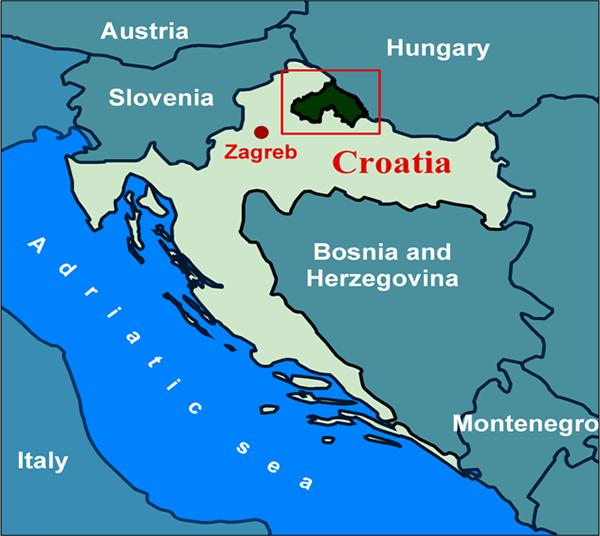 Austria
Hungary
Slovenia
Zagreb
Croatia
Bosnia and
Herzegovina
Adriatic sea
Montenegro
Italy